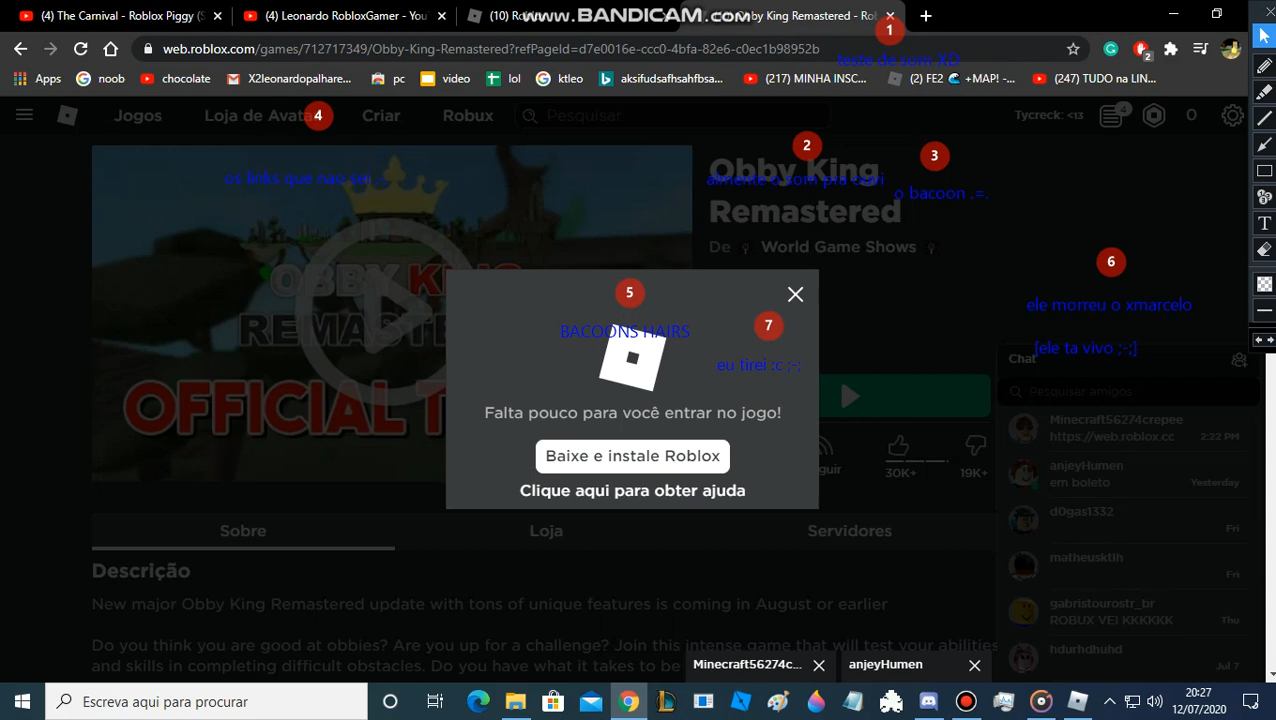 (4) The Carnival - Roblox Piggy (S
(4) Leonardo RobloxGamer - You
www.BANDICAM.com
Obby King Remastered - Rob
1
web.roblox.com/games/712717349/Obby-King-Remastered?refPageId=d7e0016e-ccc0-4bfa-82e6-c0ec1b98952b
2
teste de som XD
Apps
noob
X2leonardopalhare...
pc
video
lol
ktleo
aksifudsafhsahfbsa...
(217) MINHA INSC...
(2) FE2 🌊 +MAP! -...
(247) TUDO na LIN...
Jogos
Loja de Avata
4
Criar
Robux
Pesquisar
Tycreck: <13
4
0
2
3
os links que nao sei ;-
Obby King
almente o som pra ouvi
o bacoon .=.
Remastered
De
World Game Shows
6
ele morreu o xmarcelo
[ele ta vivo ;-;]
OBBY KING
REMASTE
OFFICIAL T
5
BACOONS HAIRS
7
eu tirei :c ;-;
Falta pouco para você entrar no jogo!
Baixe e instale Roblox
Clique aqui para obter ajuda
guir
30K+
19K+
Chat
Pesquisar amigos
Minecraft56274crepee
https://web.roblox.cc
2:22 PM
anjeyHumen
em boleto
Yesterday
d0gas1332
Fri
matheusktlh
Fri
gabristourostr_br
ROBUX VEI KKKKKK
Thu
hdurhdhuhd
Jul 7
Sobre
Loja
Servidores
Descrição
New major Obby King Remastered update with tons of unique features is coming in August or earlier
Do you think you are good at obbies? Are you up for a challenge? Join this intense game that will test your abilities
and skills in completing difficult obstacles. Do you have what it takes to be
Minecraft56274c...
anjeyHumen
Escreva aqui para procurar
20:27
12/07/2020